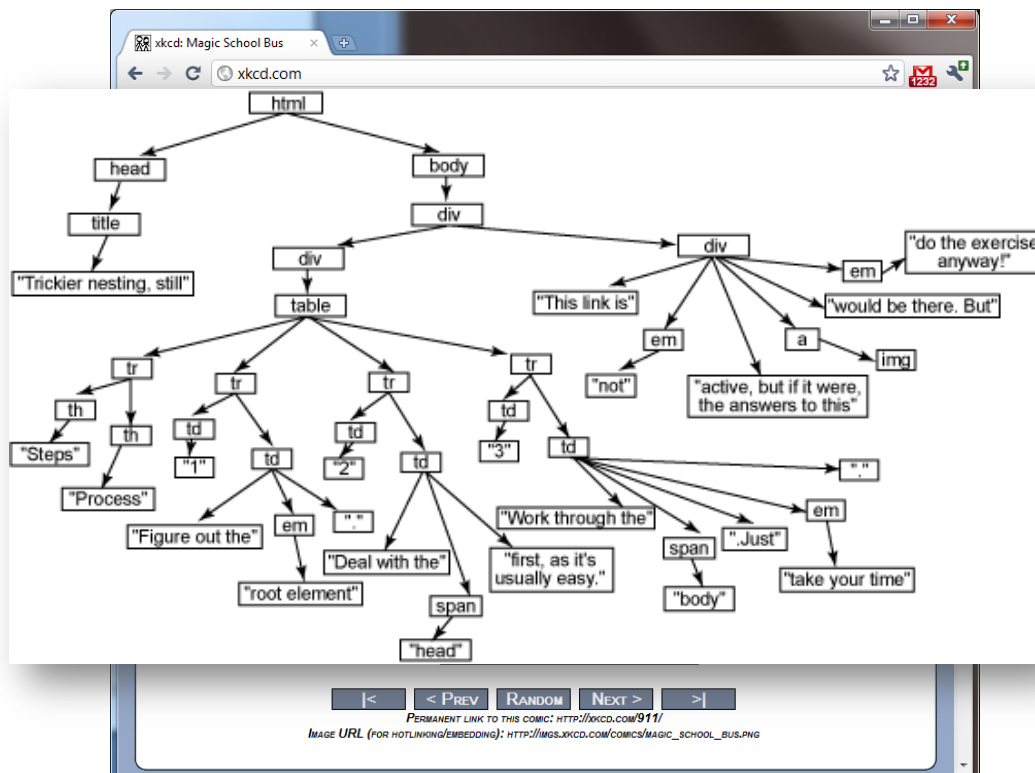 xkcd: Magic School Bus
xkcd.com
1232
html
head
body
title
div
"Trickier nesting, still"
div
div
table
"This link is"
em
"not"
"active, but if it were,
the answers to this"
a
img
"would be there. But"
em
"do the exercise
anyway!"
tr
th
"Steps"
th
"Process"
tr
td
"1"
td
"Figure out the"
em
"root element"
"."
tr
td
"2"
td
"Deal with the"
span
"head"
"first, as it's
usually easy."
tr
td
"3"
td
"Work through the"
span
"body"
".Just"
em
"take your time"
"."
|<
< Prev
Random
Next >
>|
Permanent link to this comic: http://xkcd.com/911/
Image URL (for hotlinking/embedding): http://imgs.xkcd.com/comics/magic_school_bus.png